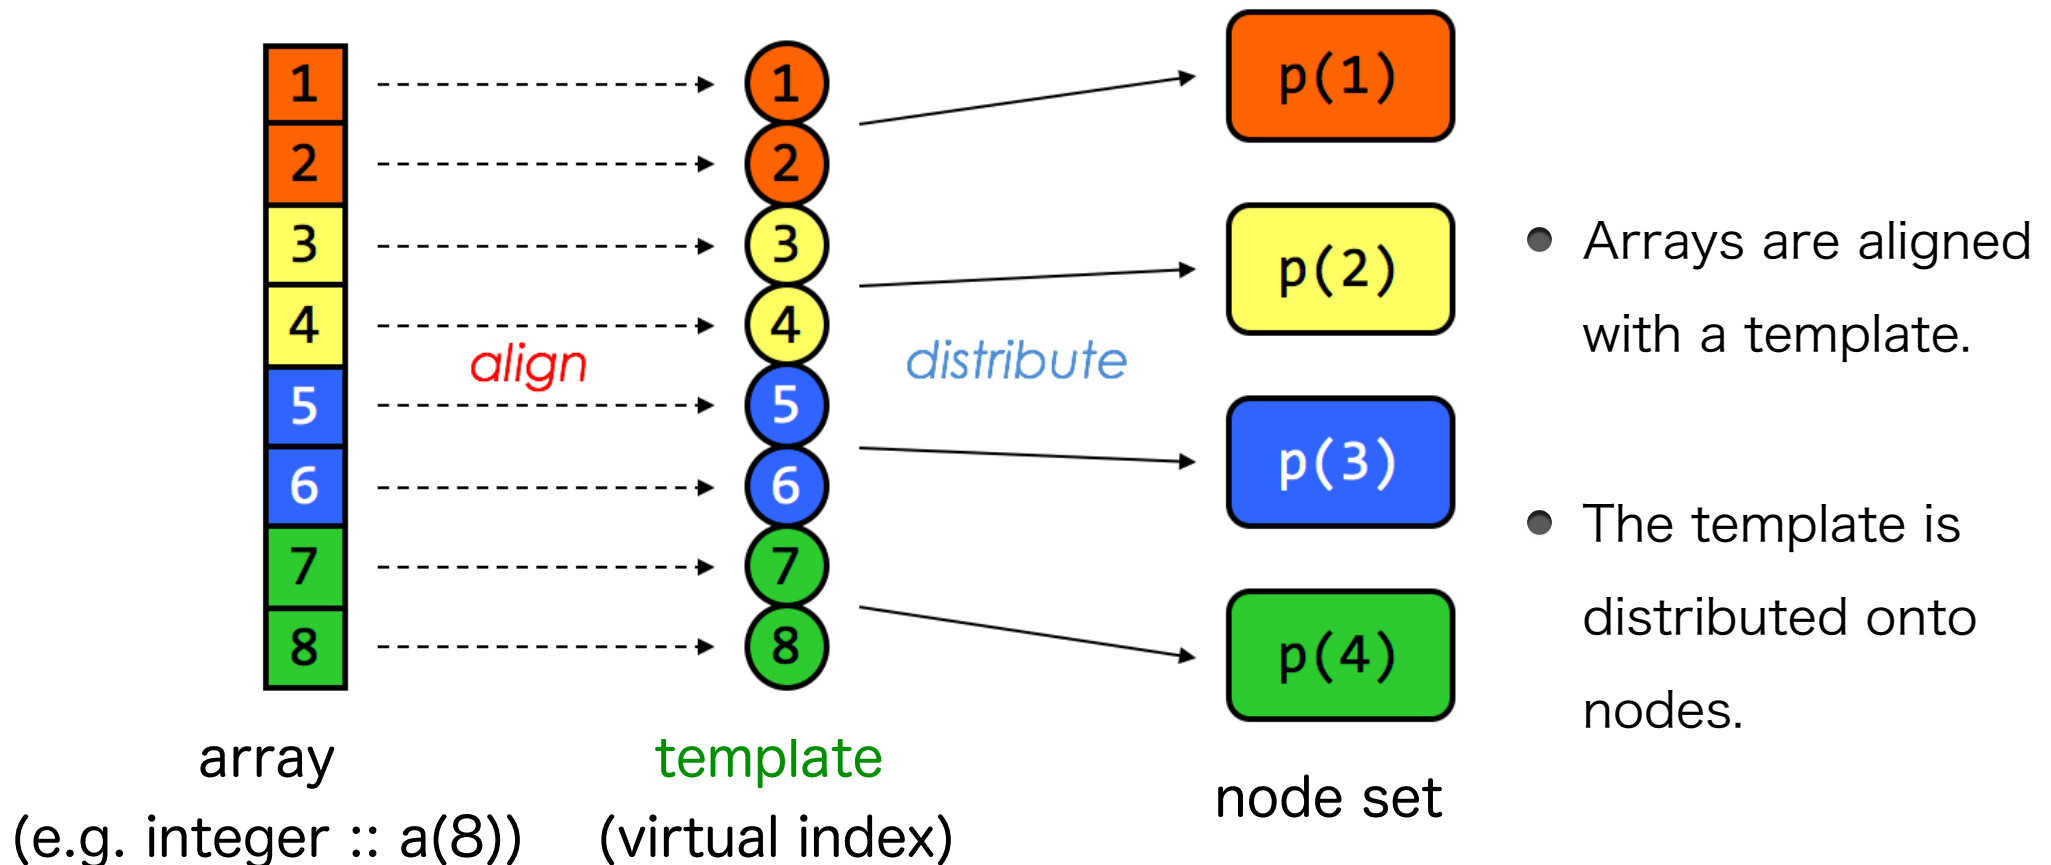 1
2
3
4
5
6
7
8
align
array
(e.g. integer :: a(8))
1
2
3
4
5
6
7
8
distribute
template
(virtual index)
p(1)
p(2)
p(3)
p(4)
node set
• Arrays are aligned
with a template.
• The template is
distributed onto
nodes.